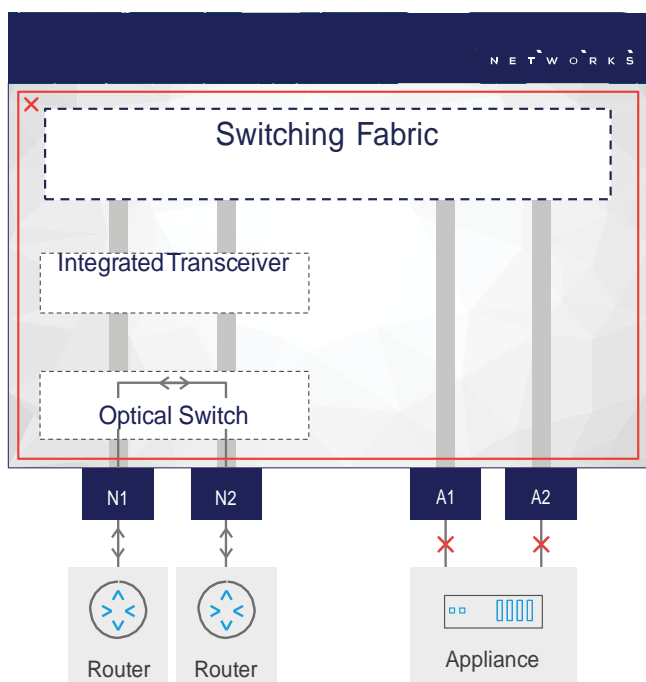 NETWORKS
Switching Fabric
Integrated Transceiver
Optical Switch
N1 N2 A1 A2
Router Router Appliance